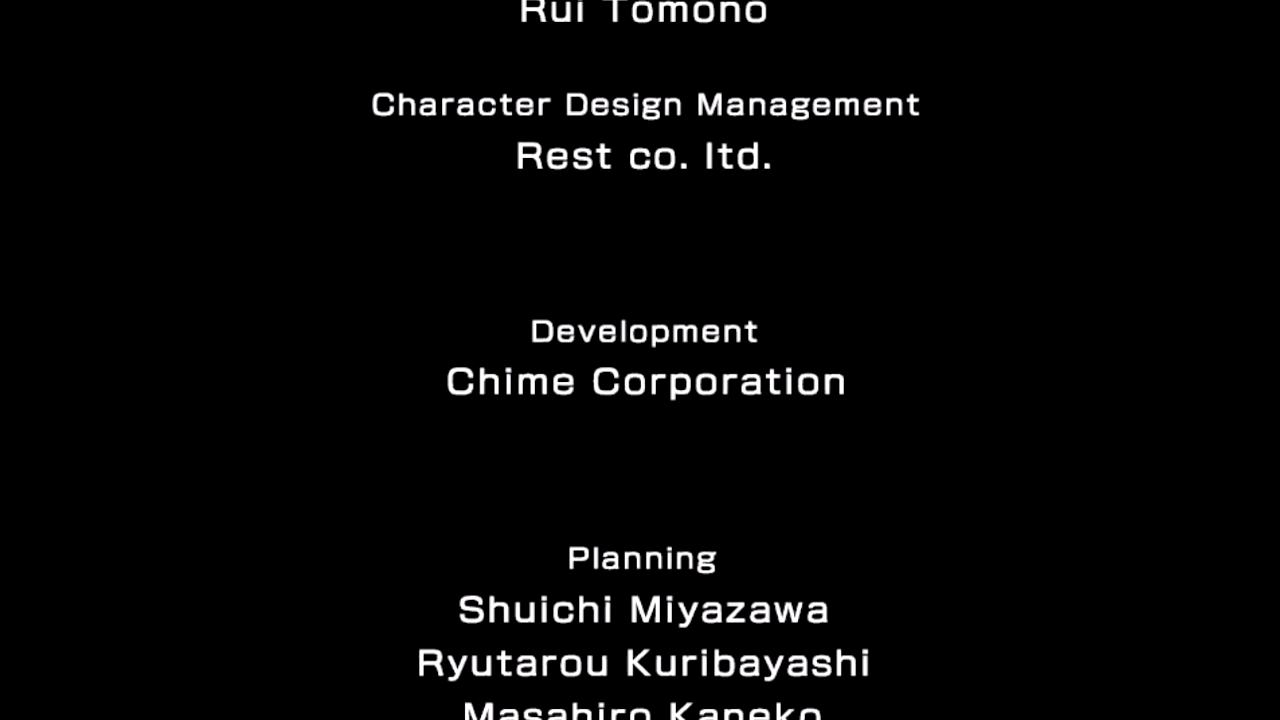 Rui Tomono
Character Design Management
Rest co. ltd.
Development
Chime Corporation
Planning
Shuichi Miyazawa
Ryutarou Kuribayashi
Masahiro Kaneko